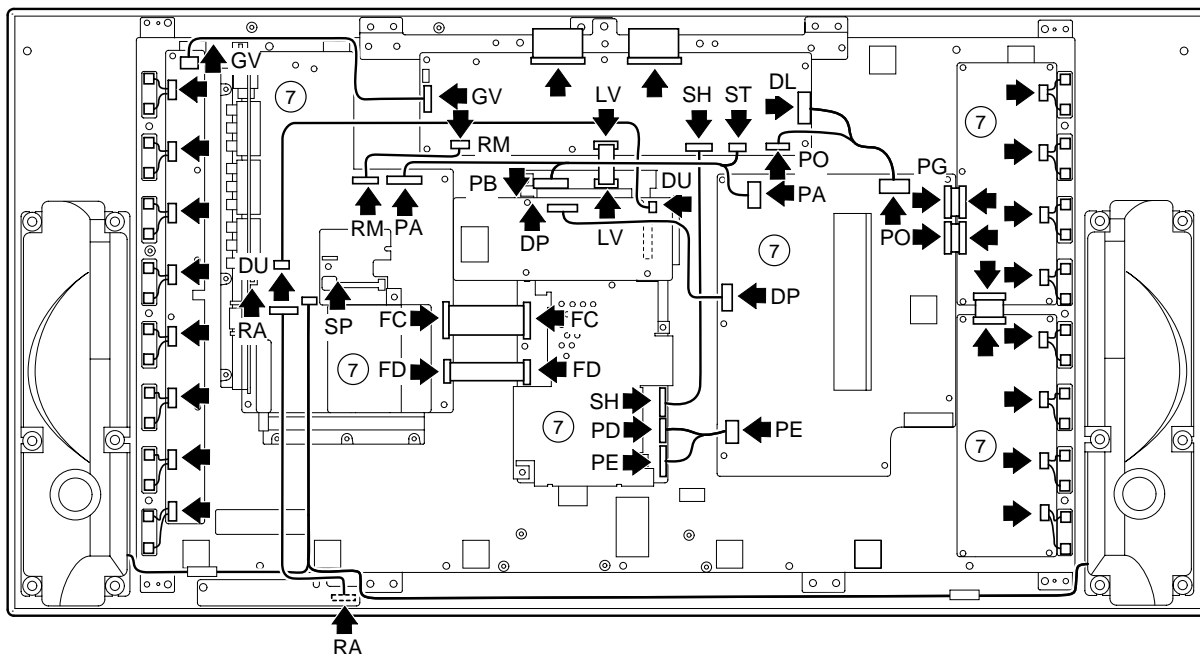 GV
7
GV
LV
SH
ST
DL
7
RM
PO
PG
PB
DU
PA
RM
PA
DP
LV
PO
7
DU
DP
RA
SP
FC
FC
7
FD
FD
SH
PD
PE
7
PE
7
RA